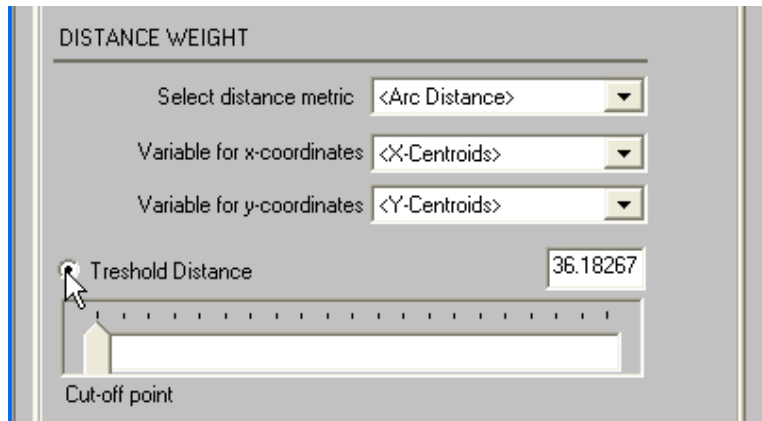 DISTANCE WEIGHT
Select distance metric <Arc Distance>
Variable for x-coordinates <X-Centroids>
Variable for y-coordinates <Y-Centroids>
Treshold Distance 36.18267
Cut-off point